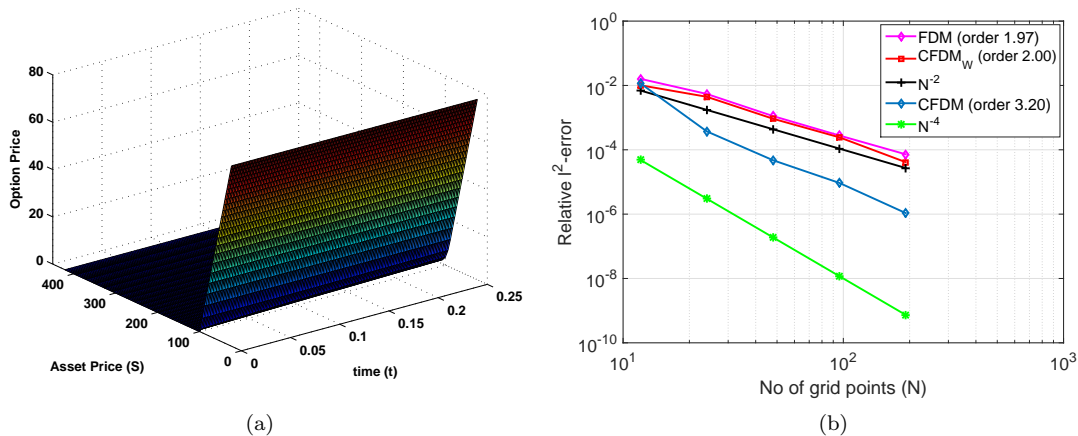 80
60
40
20
0
Option Price
400
300
200
100
0
Asset Price (S)
0
0.05
0.1
0.15
0.2
0.25
time (t)
(a)
10^0
10^-2
10^-4
10^-6
10^-8
10^-10
Relative l^2-error
FDM (order 1.97)
CFDM_W (order 2.00)
N^-2
CFDM (order 3.20)
N^-4
10^1
10^2
10^3
No of grid points (N)
(b)